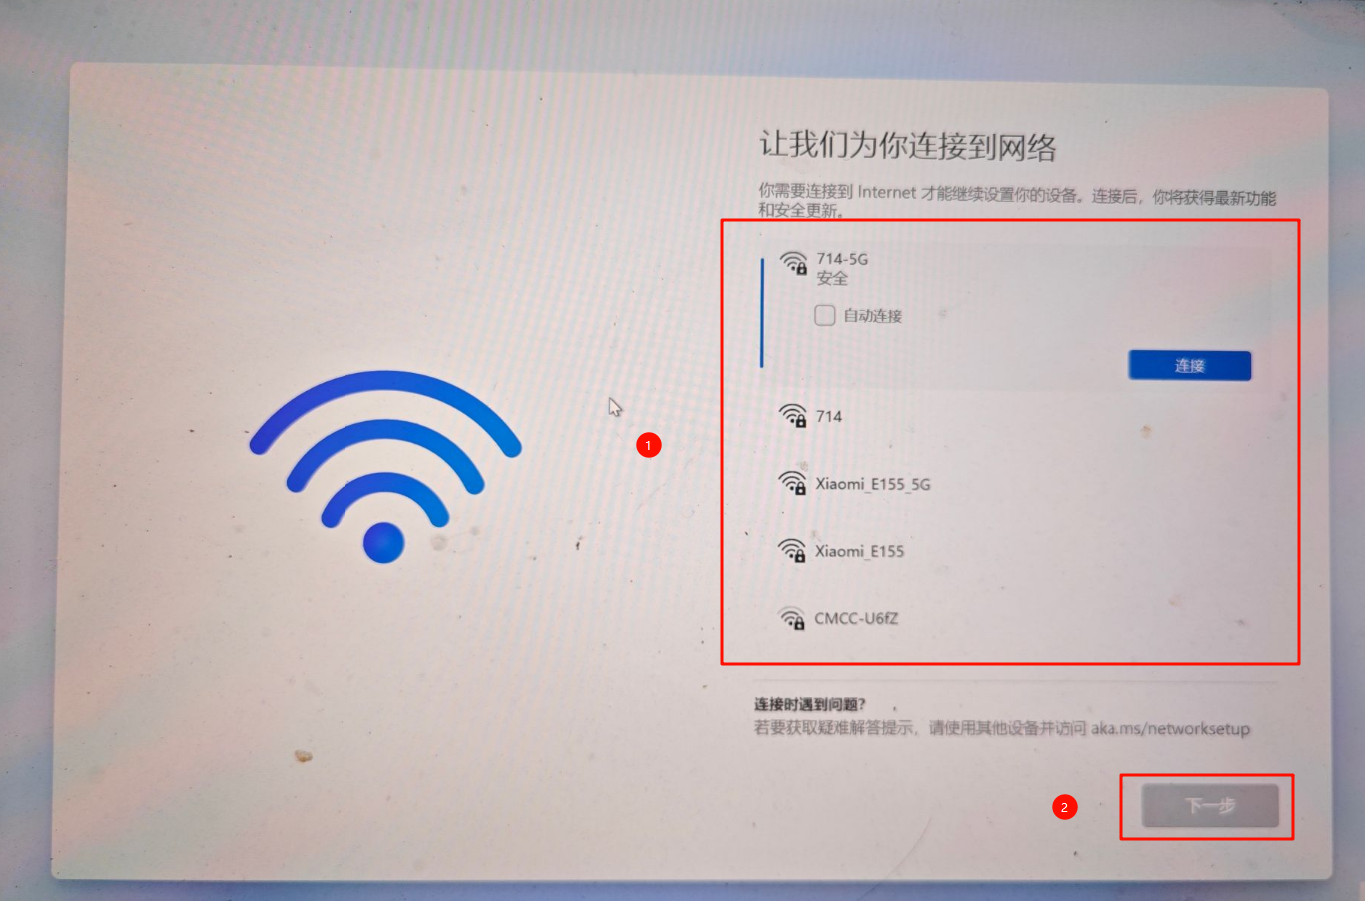 让我们为你连接到网络
你需要连接到 Internet 才能继续设置你的设备。连接后，你将获得最新功能
和安全更新。
714-5G
安全
自动连接
连接
714
1
Xiaomi_E155_5G
Xiaomi_E155
CMCC-U6fZ
连接时遇到问题?
若要获取疑难解答提示，请使用其他设备并访问 aka.ms/networksetup
2
下一步